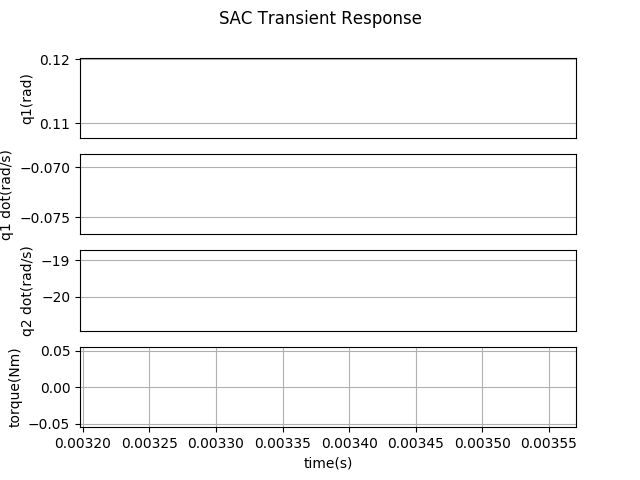 SAC Transient Response
0.12
0.11
q1(rad)
−0.070
−0.075
q1 dot(rad/s)
−19
−20
q2 dot(rad/s)
0.05
0.00
−0.05
torque(Nm)
0.00320 0.00325 0.00330 0.00335 0.00340 0.00345 0.00350 0.00355
time(s)